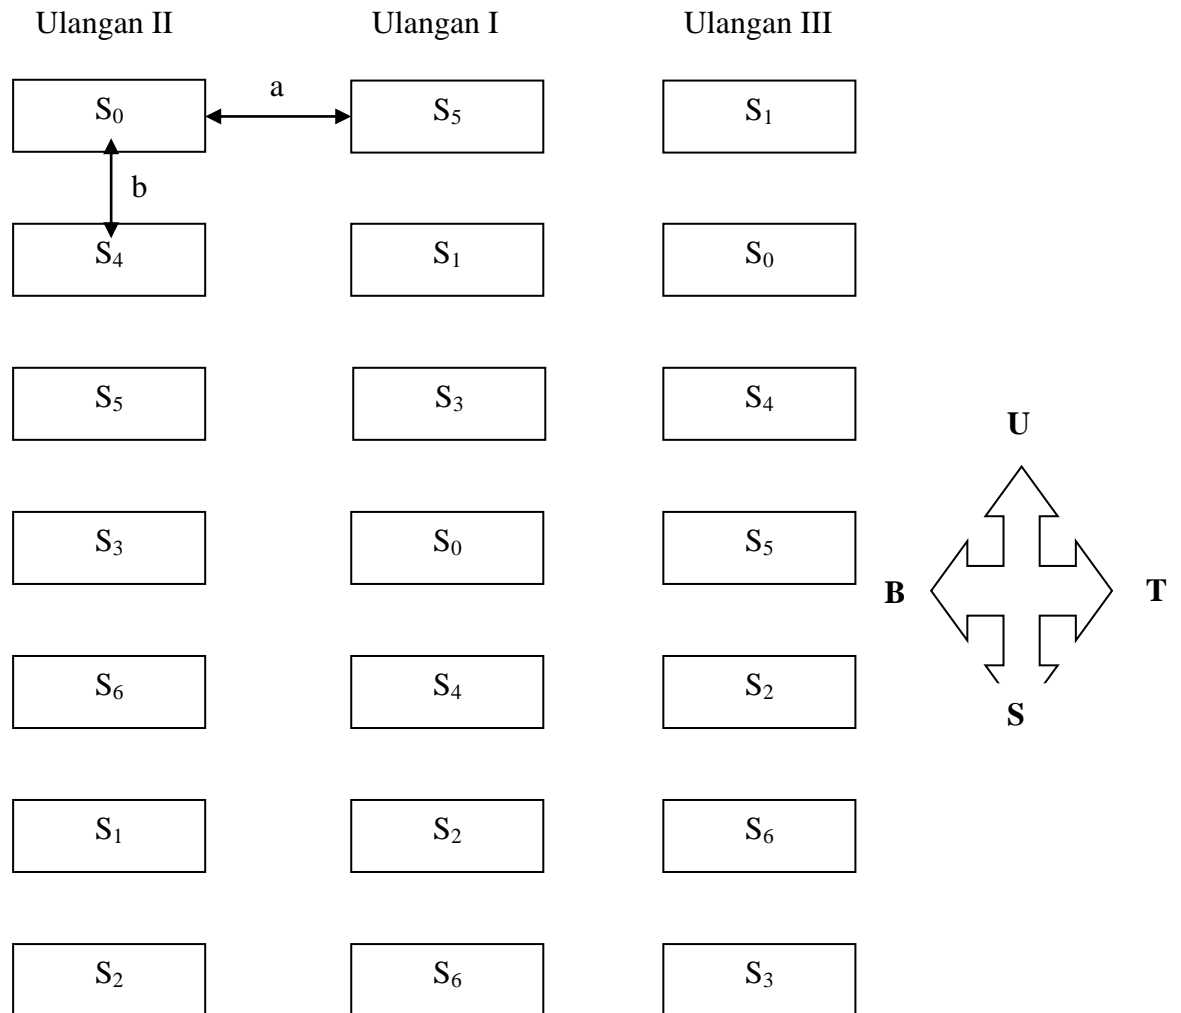 Ulangan II Ulangan I Ulangan III
a
S₀ S₅ S₁
b
S₄ S₁ S₀
S₅ S₃ S₄
U
S₃ S₀ S₅
B T
S₆ S₄ S₂
S
S₁ S₂ S₆
S₂ S₆ S₃